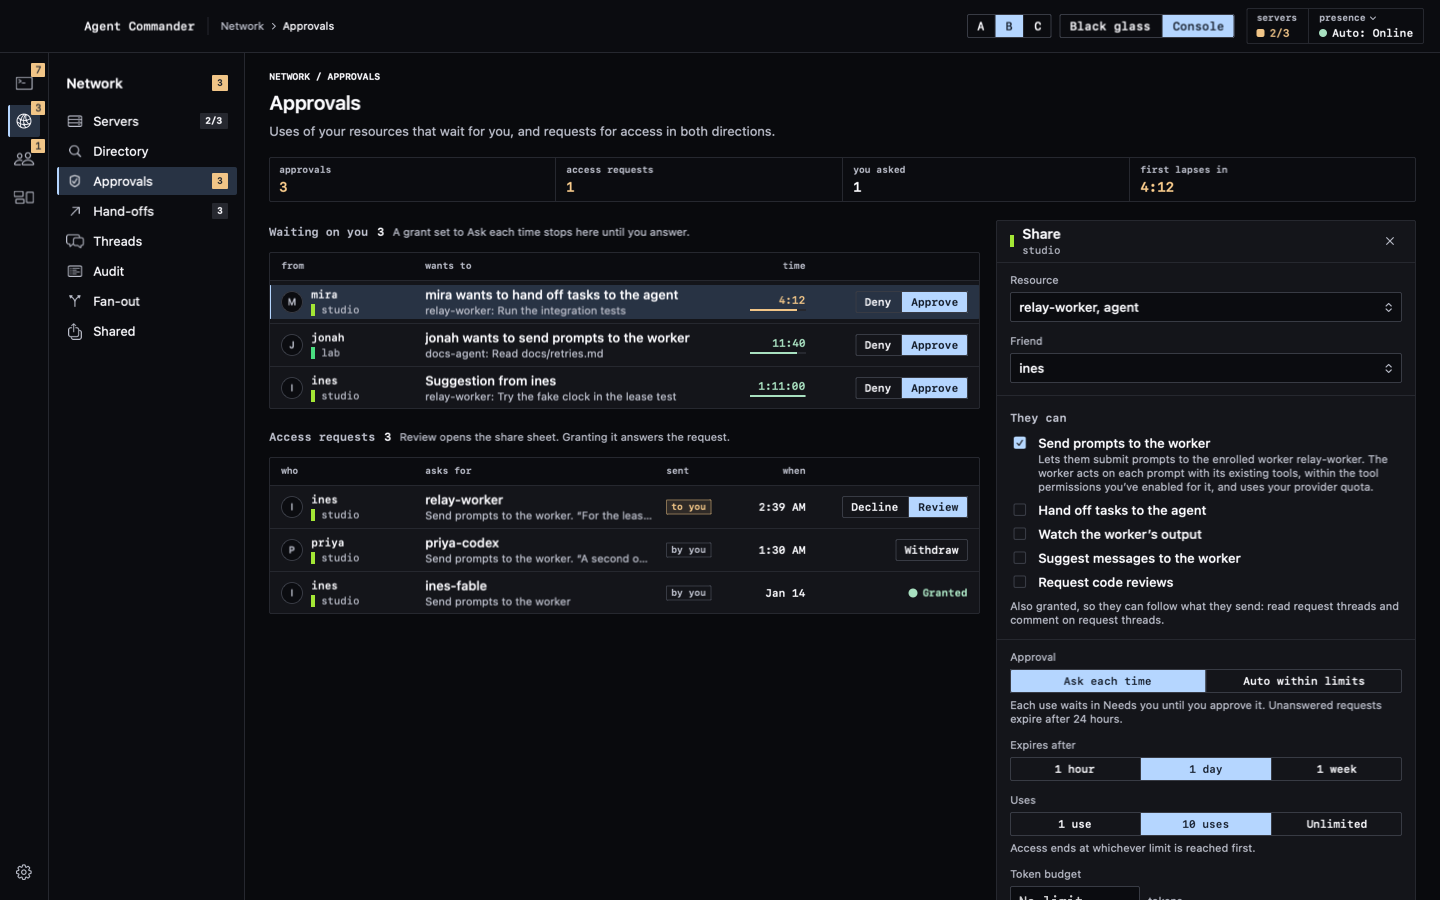 Agent Commander
Network > Approvals
A B C
Black glass Console
servers
2/3
presence
Auto: Online
7
3
1
Network 3
Servers 2/3
Directory
Approvals 3
Hand-offs 3
Threads
Audit
Fan-out
Shared
NETWORK / APPROVALS
Approvals
Uses of your resources that wait for you, and requests for access in both directions.
approvals
3
access requests
1
you asked
1
first lapses in
4:12
Waiting on you 3 A grant set to Ask each time stops here until you answer.
from wants to time
M mira
studio
mira wants to hand off tasks to the agent
relay-worker: Run the integration tests
4:12
Deny Approve
J jonah
lab
jonah wants to send prompts to the worker
docs-agent: Read docs/retries.md
11:40
Deny Approve
I ines
studio
Suggestion from ines
relay-worker: Try the fake clock in the lease test
1:11:00
Deny Approve
Access requests 3 Review opens the share sheet. Granting it answers the request.
who asks for sent when
I ines
studio
relay-worker
Send prompts to the worker. “For the leas...
to you
2:39 AM
Decline Review
P priya
studio
priya-codex
Send prompts to the worker. “A second o...
by you
1:30 AM
Withdraw
I ines
studio
ines-fable
Send prompts to the worker
by you
Jan 14
Granted
Share
studio
Resource
relay-worker, agent
Friend
ines
They can
Send prompts to the worker
Lets them submit prompts to the enrolled worker relay-worker. The
worker acts on each prompt with its existing tools, within the tool
permissions you’ve enabled for it, and uses your provider quota.
Hand off tasks to the agent
Watch the worker’s output
Suggest messages to the worker
Request code reviews
Also granted, so they can follow what they send: read request threads and
comment on request threads.
Approval
Ask each time Auto within limits
Each use waits in Needs you until you approve it. Unanswered requests
expire after 24 hours.
Expires after
1 hour 1 day 1 week
Uses
1 use 10 uses Unlimited
Access ends at whichever limit is reached first.
Token budget
No limit tokens